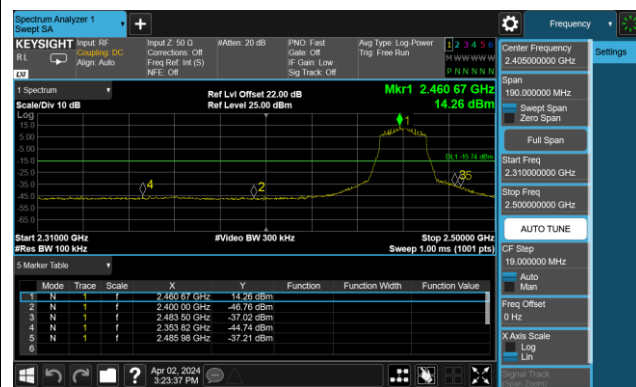 Spectrum Analyzer 1
Swept SA
Frequency
KEYSIGHT
Input: RF
Coupling: DC
Align: Auto
Input Z: 50 Ω
Corrections: Off
Freq Ref: Int (S)
NFE: Off
#Atten: 20 dB
PNO: Fast
Gate: Off
IF Gain: Low
Sig Track: Off
Avg Type: Log-Power
Trig: Free Run
1 2 3 4 5 6
M W W W W W
P N N N N N
R L
LXI
1 Spectrum
Scale/Div 10 dB
Ref Lvl Offset 22.00 dB
Ref Level 25.00 dBm
Mkr1 2.460 67 GHz
14.26 dBm
Log
15.0
5.00
-5.00
-15.0
-25.0
-35.0
-45.0
-55.0
-65.0
1
DL1 -15.74 dBm
4
2
35
Start 2.31000 GHz
#Res BW 100 kHz
#Video BW 300 kHz
Stop 2.50000 GHz
Sweep 1.00 ms (1001 pts)
5 Marker Table
Mode Trace Scale X Y Function Function Width Function Value
1 N 1 f 2.460 67 GHz 14.26 dBm
2 N 1 f 2.400 00 GHz -46.76 dBm
3 N 1 f 2.483 50 GHz -37.02 dBm
4 N 1 f 2.353 82 GHz -44.74 dBm
5 N 1 f 2.485 98 GHz -37.21 dBm
6
Apr 02, 2024
3:23:37 PM
?
Center Frequency
2.405000000 GHz
Settings
Span
190.000000 MHz
Swept Span
Zero Span
Full Span
Start Freq
2.310000000 GHz
Stop Freq
2.500000000 GHz
AUTO TUNE
CF Step
19.000000 MHz
Auto
Man
Freq Offset
0 Hz
X Axis Scale
Log
Lin
Signal Track
(Span Zoom)